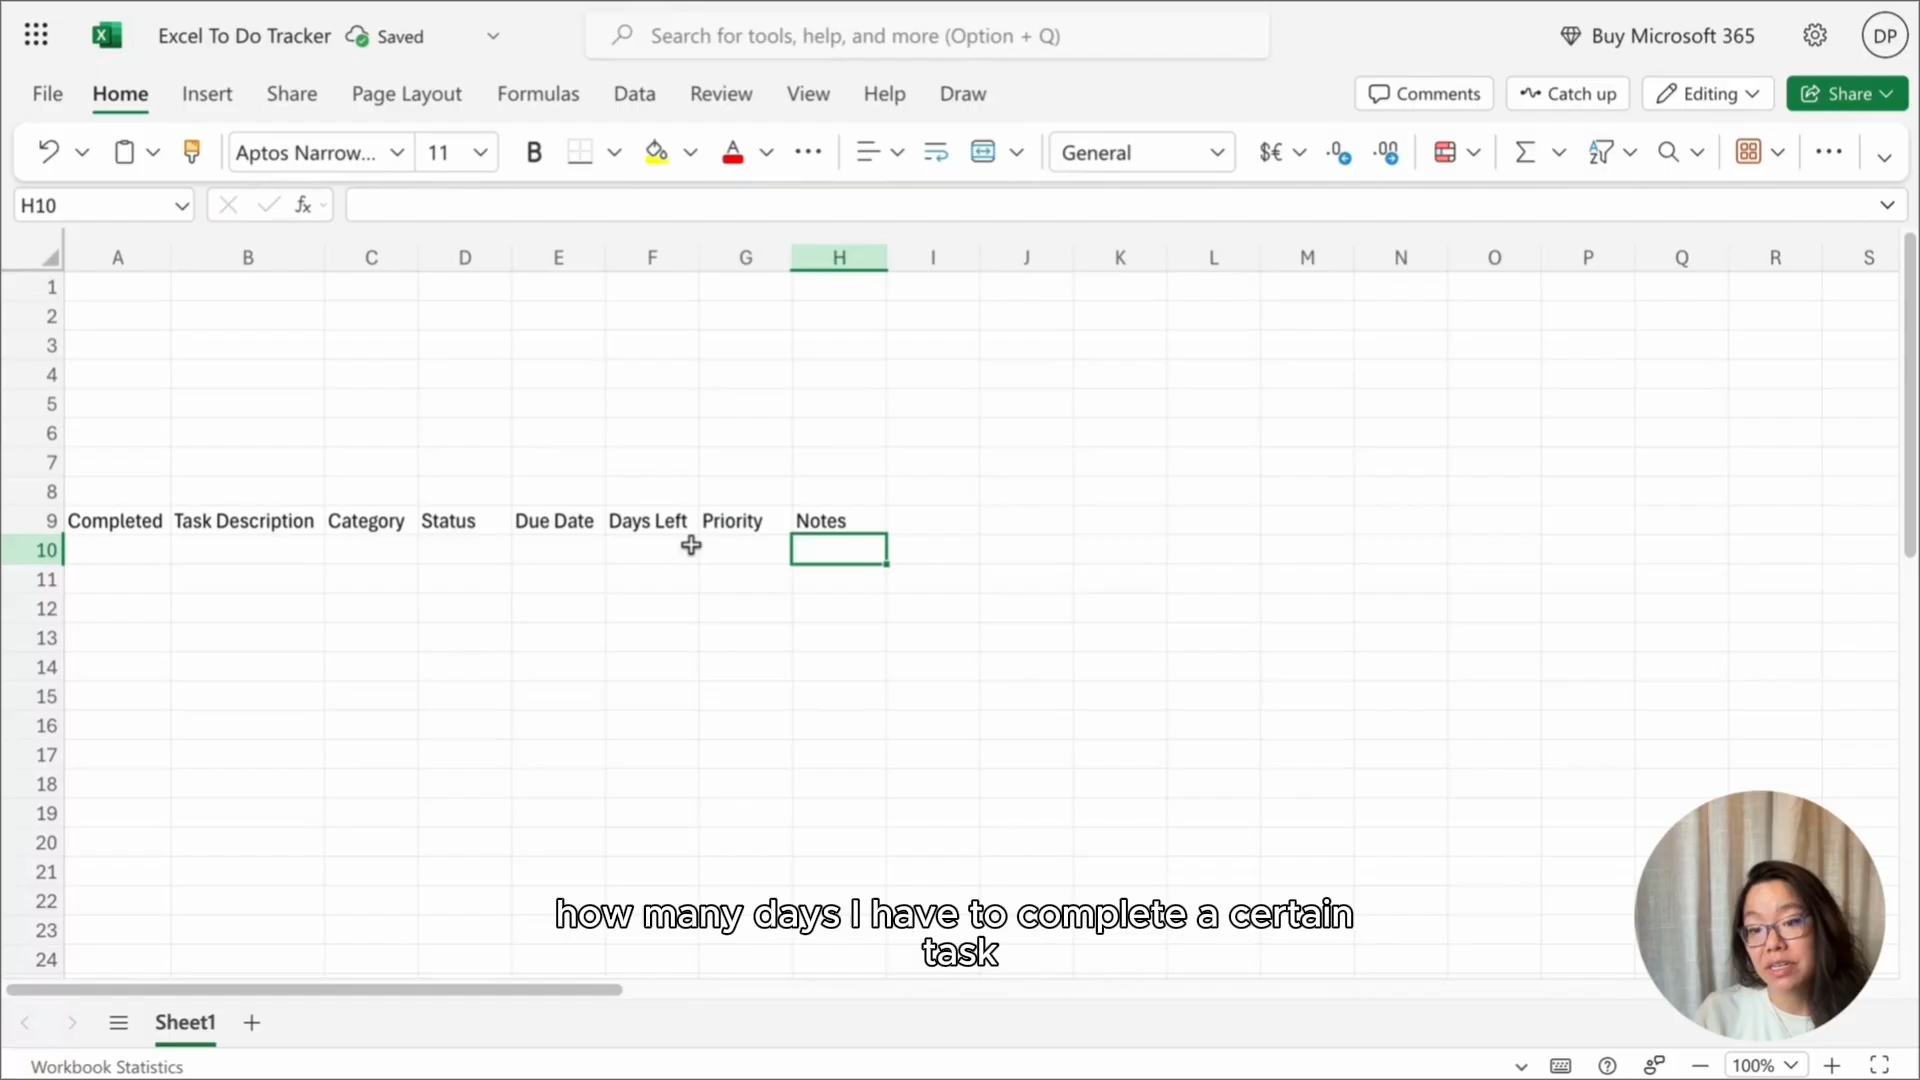 Excel To Do Tracker Saved
Search for tools, help, and more (Option + Q)
Buy Microsoft 365
DP
File Home Insert Share Page Layout Formulas Data Review View Help Draw
Comments Catch up Editing Share
Aptos Narrow... 11 B General
H10
fx
A B C D E F G H I J K L M N O P Q R S
1
2
3
4
5
6
7
8
9 Completed Task Description Category Status Due Date Days Left Priority Notes
10
11
12
13
14
15
16
17
18
19
20
21
22
23
24
how many days I have to complete a certain
task
Sheet1
Workbook Statistics
100%